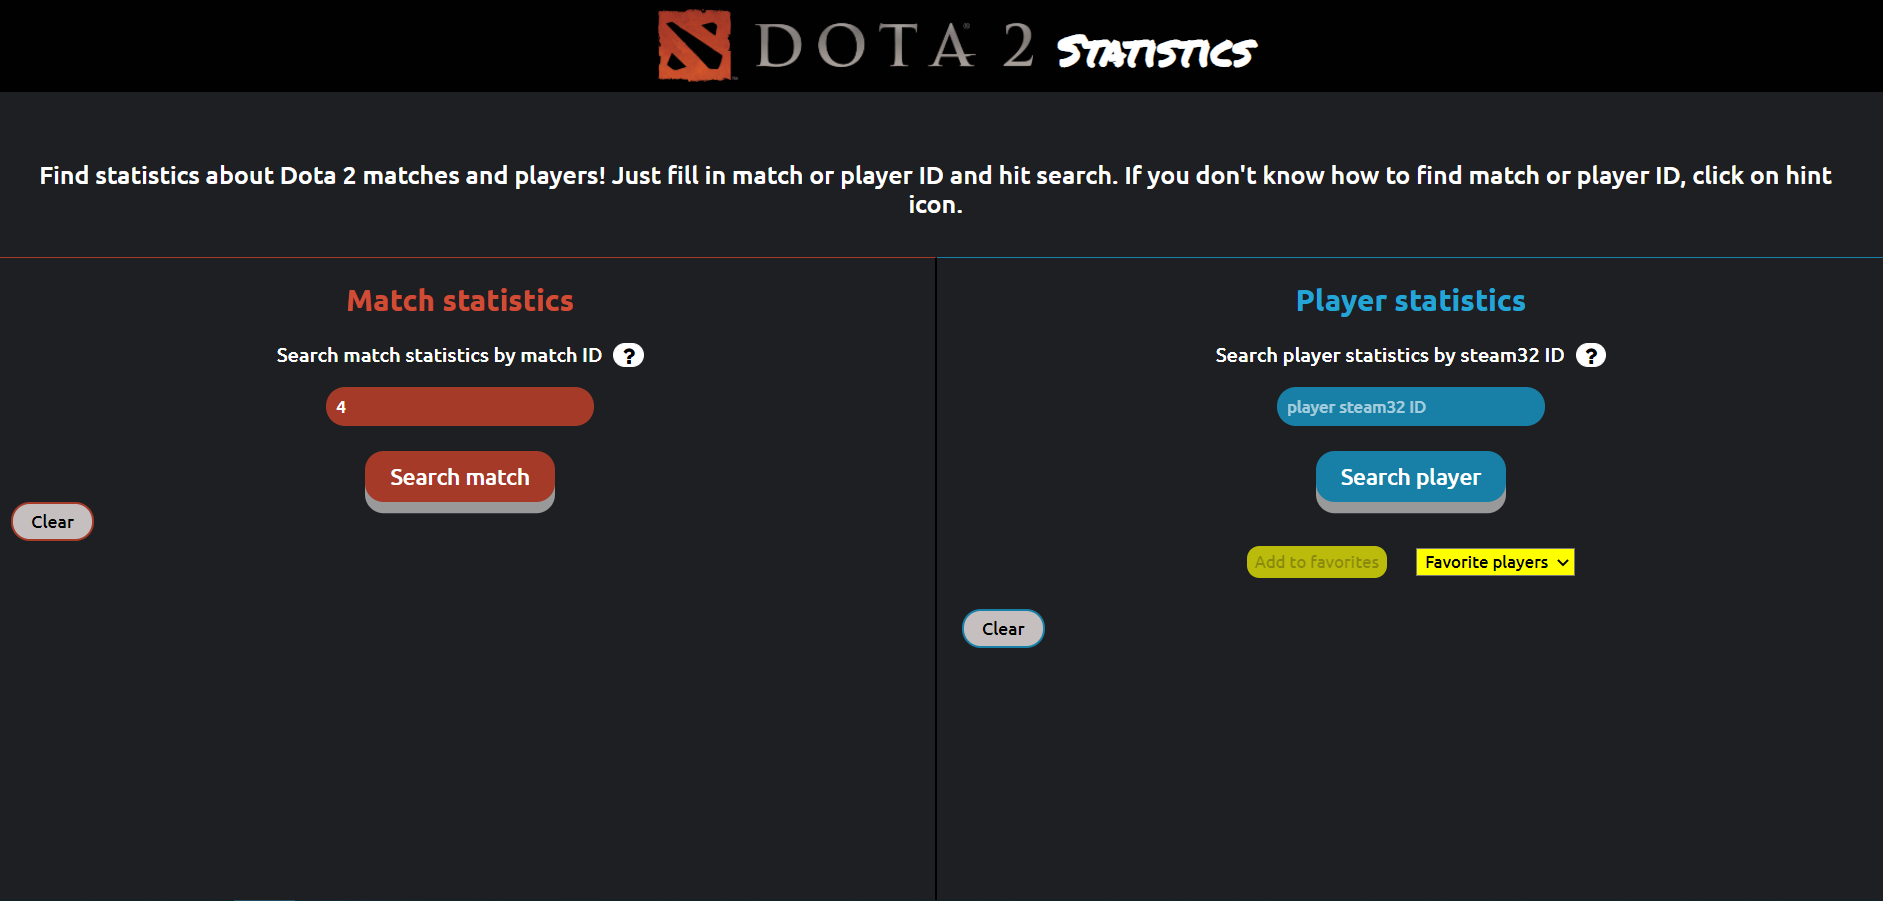 DOTA 2 STATISTICS
Find statistics about Dota 2 matches and players! Just fill in match or player ID and hit search. If you don't know how to find match or player ID, click on hint
icon.
Match statistics
Search match statistics by match ID ?
4
Search match
Clear
Player statistics
Search player statistics by steam32 ID ?
player steam32 ID
Search player
Add to favorites Favorite players
Clear